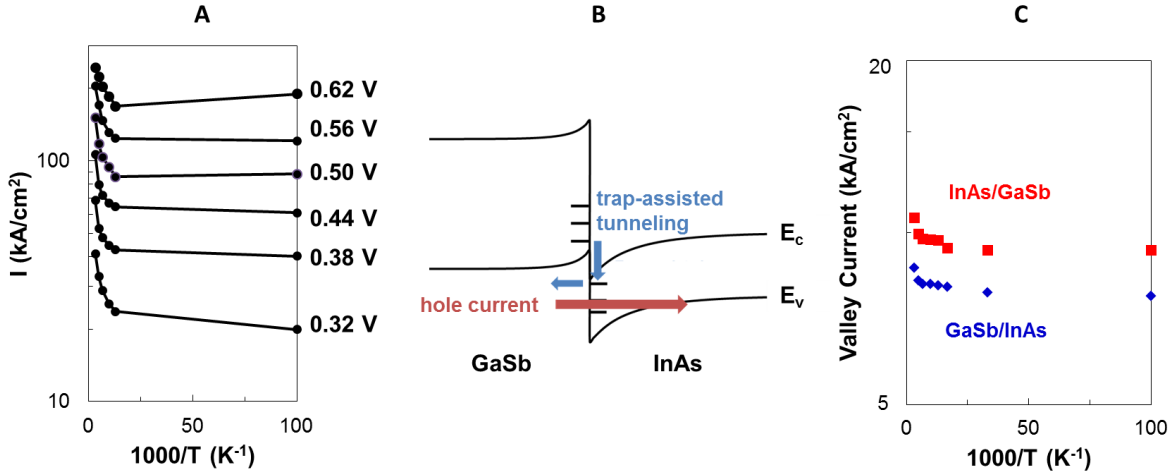 A
I (kA/cm²)
100
10
0.62 V
0.56 V
0.50 V
0.44 V
0.38 V
0.32 V
0
50
100
1000/T (K⁻¹)
B
trap-assisted
tunneling
Ec
hole current
Ev
GaSb
InAs
C
Valley Current (kA/cm²)
20
5
InAs/GaSb
GaSb/InAs
0
50
100
1000/T (K⁻¹)